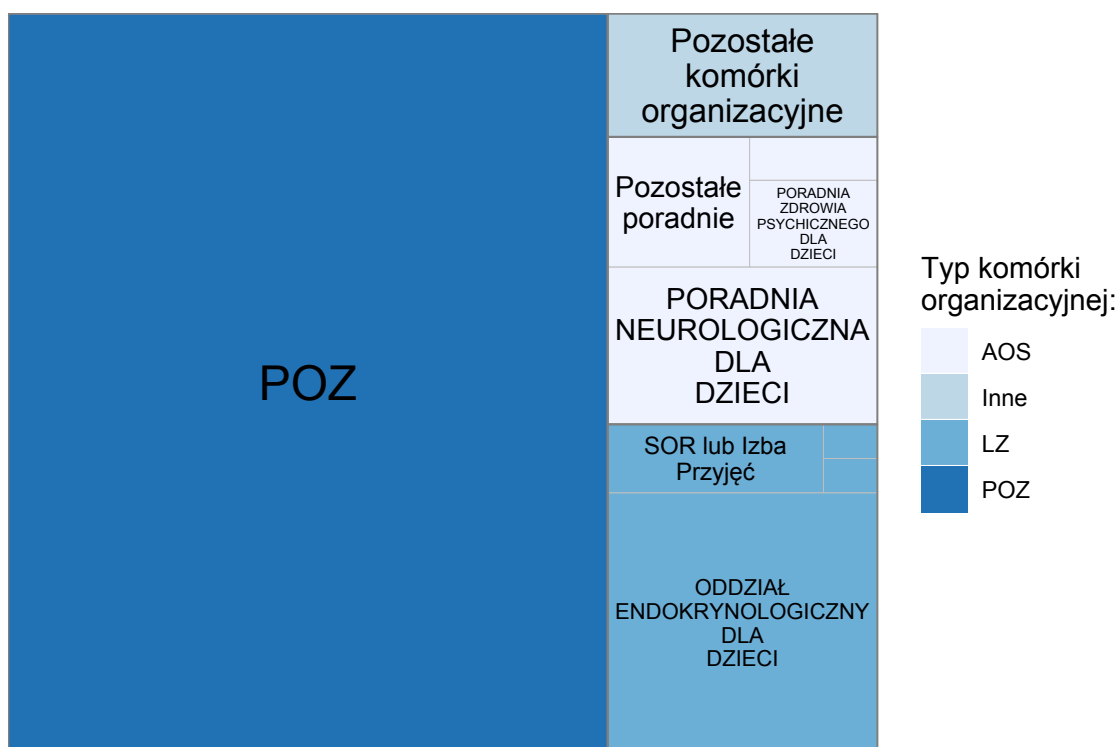 POZ
Pozostałe
komórki
organizacyjne
Pozostałe
poradnie
PORADNIA
ZDROWIA
PSYCHICZNEGO
DLA
DZIECI
PORADNIA
NEUROLOGICZNA
DLA
DZIECI
SOR lub Izba
Przyjęć
ODDZIAŁ
ENDOKRYNOLOGICZNY
DLA
DZIECI
Typ komórki
organizacyjnej:
AOS
Inne
LZ
POZ